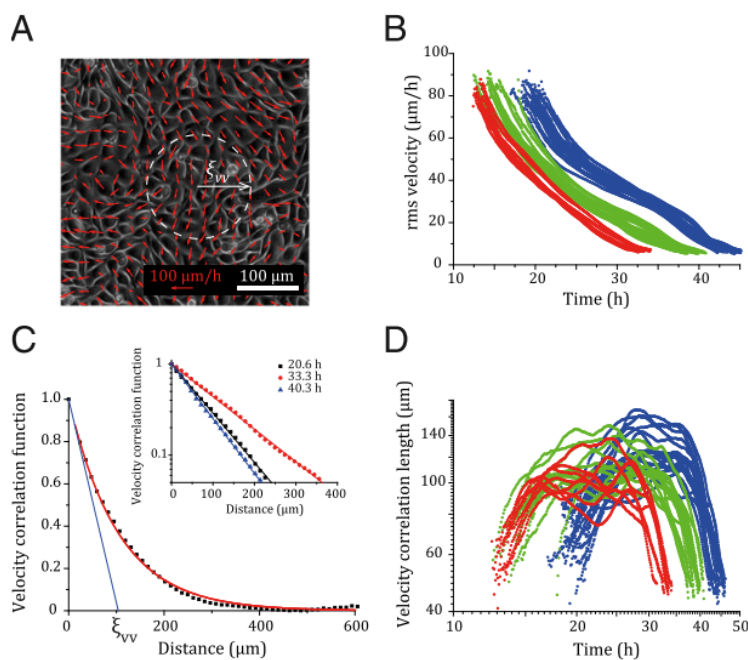 A
ξvv
100 μm/h
100 μm
B
rms velocity (μm/h)
100
80
60
40
20
0
10
20
30
40
50
Time (h)
C
Velocity correlation function
1.0
0.8
0.6
0.4
0.2
0
0
ξvv
200
400
600
Distance (μm)
Velocity correlation function
1
0.1
0
100
200
300
400
Distance (μm)
20.6 h
33.3 h
40.3 h
D
Velocity correlation length (μm)
140
100
60
40
10
20
30
40
50
Time (h)